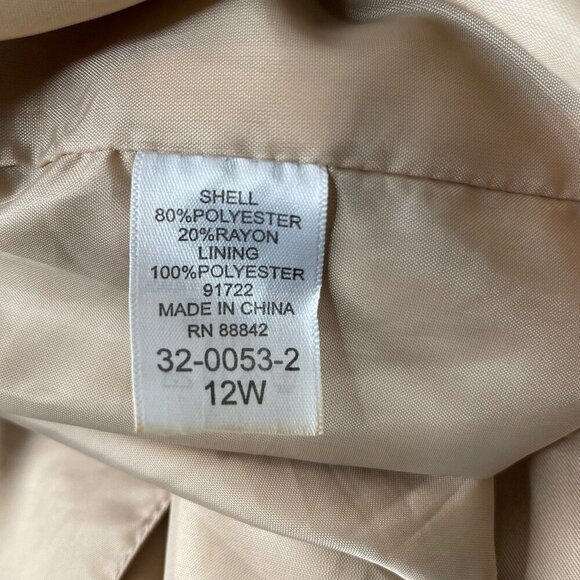 SHELL
80%POLYESTER
20%RAYON
LINING
100%POLYESTER
91722
MADE IN CHINA
RN 88842
32-0053-2
12W